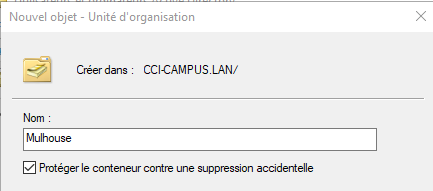 Nouvel objet - Unité d'organisation
Créer dans : CCI-CAMPUS.LAN/
Nom :
Mulhouse
Protéger le conteneur contre une suppression accidentelle